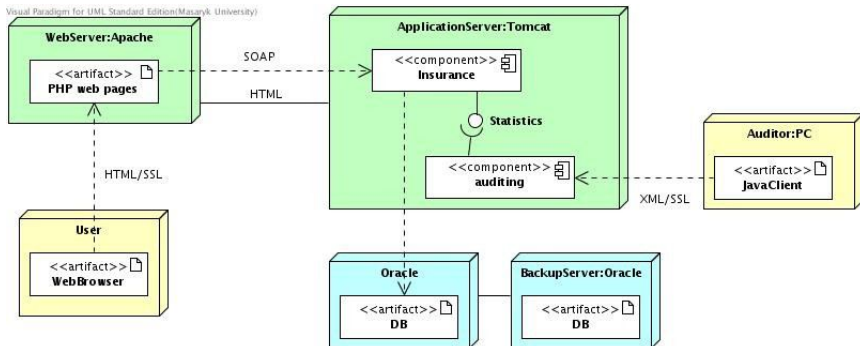 Visual Paradigm for UML Standard Edition(Masaryk University)
WebServer:Apache
<<artifact>>
PHP web pages
SOAP
HTML
ApplicationServer:Tomcat
<<component>>
Insurance
Statistics
<<component>>
auditing
Auditor:PC
<<artifact>>
JavaClient
XML/SSL
HTML/SSL
User
<<artifact>>
WebBrowser
Oracle
<<artifact>>
DB
BackupServer:Oracle
<<artifact>>
DB